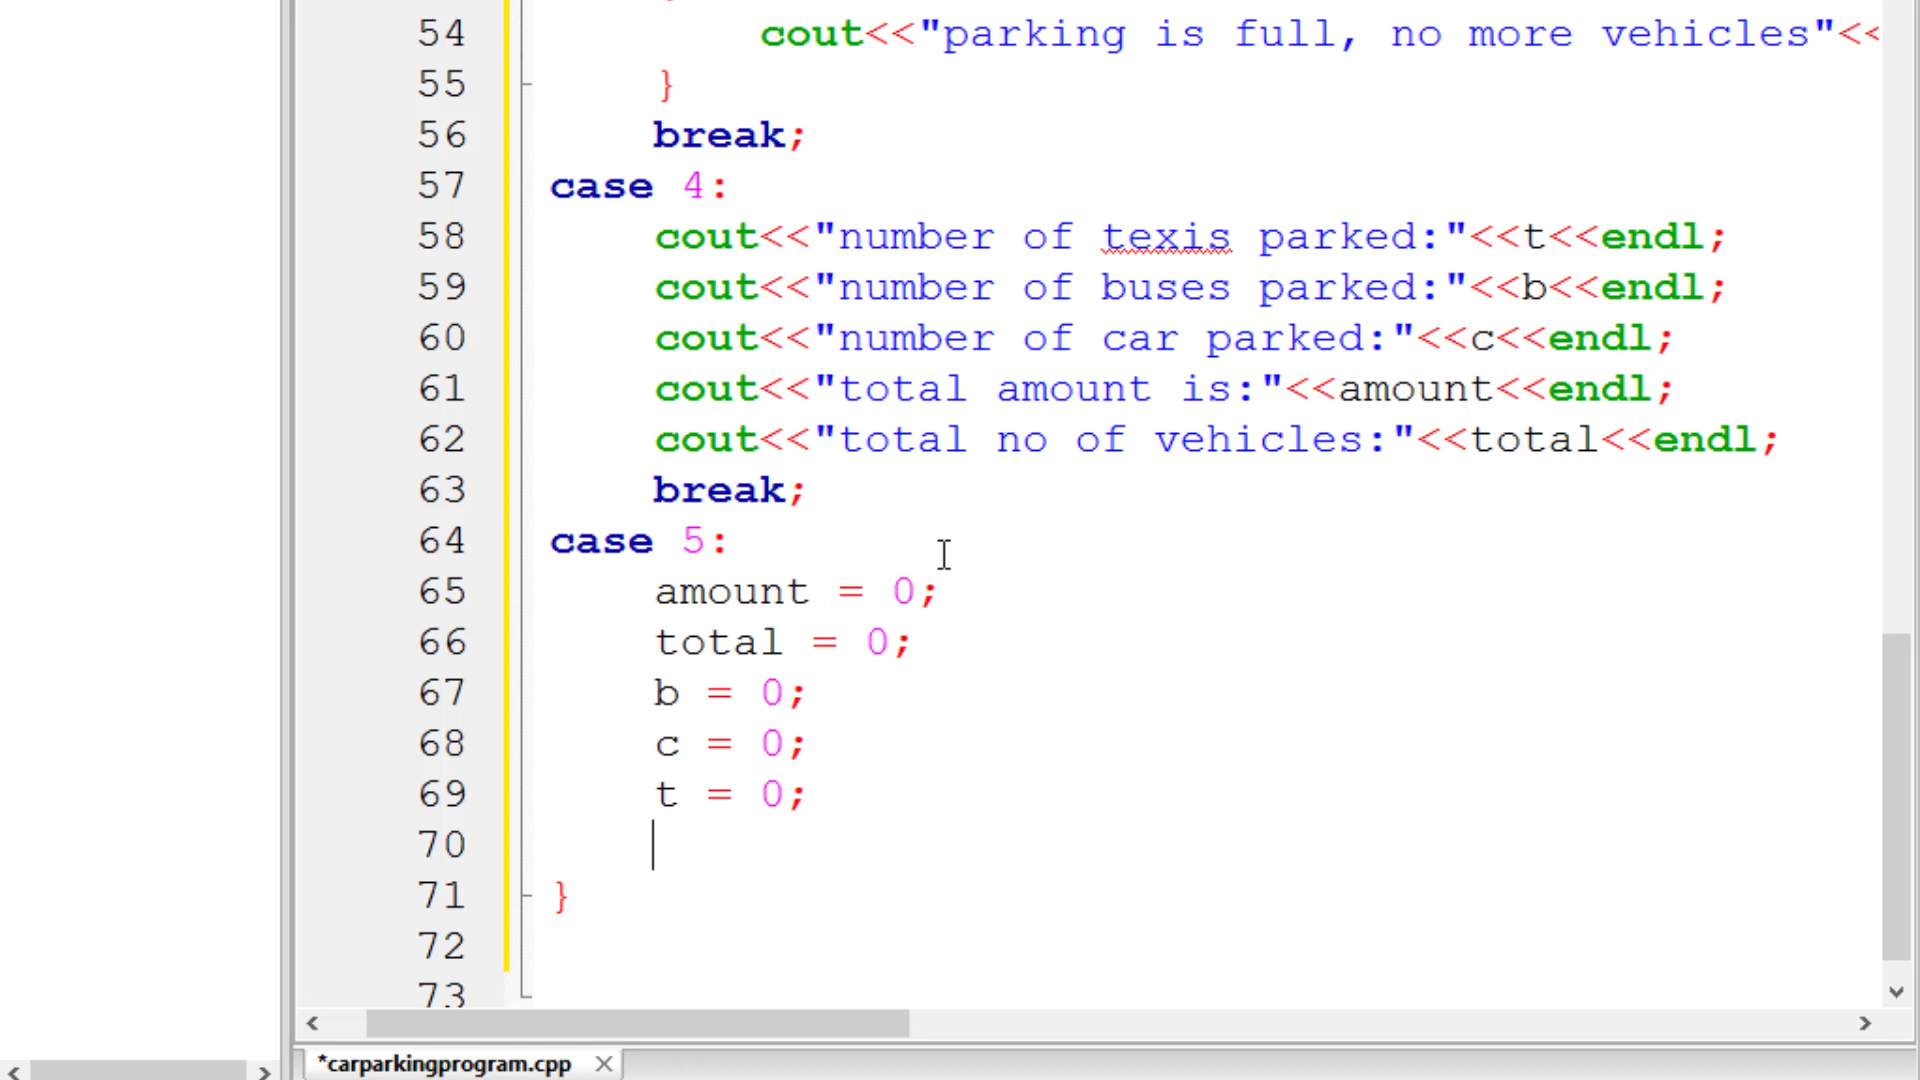 54 cout<<"parking is full, no more vehicles"<<
55 }
56 break;
57 case 4:
58 cout<<"number of texis parked:"<<t<<endl;
59 cout<<"number of buses parked:"<<b<<endl;
60 cout<<"number of car parked:"<<c<<endl;
61 cout<<"total amount is:"<<amount<<endl;
62 cout<<"total no of vehicles:"<<total<<endl;
63 break;
64 case 5:
65 amount = 0;
66 total = 0;
67 b = 0;
68 c = 0;
69 t = 0;
70
71 }
72
73
*carparkingprogram.cpp